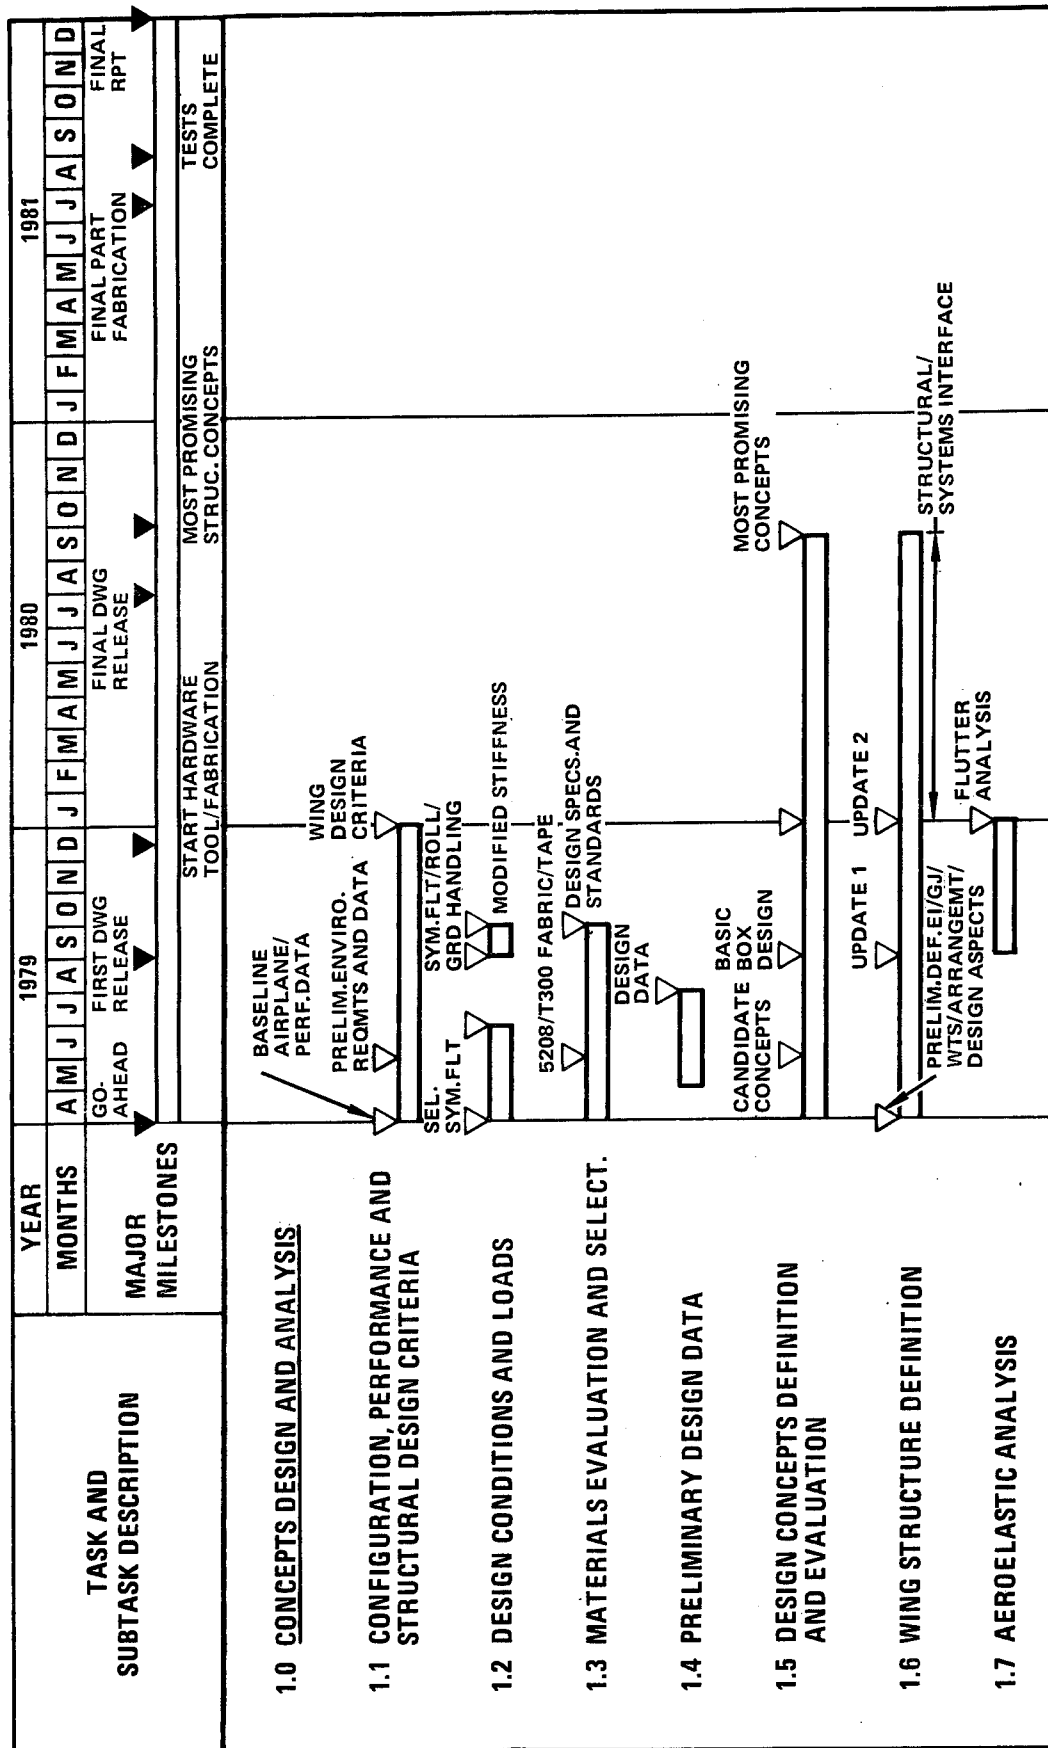 TASK AND
SUBTASK DESCRIPTION
YEAR
1979
1980
1981
MONTHS
A M J J A S O N D J F M A M J J A S O N D J F M A M J J A S O N D
MAJOR
MILESTONES
GO-
AHEAD
FIRST DWG
RELEASE
FINAL DWG
RELEASE
FINAL PART
FABRICATION
FINAL
RPT
START HARDWARE
TOOL/FABRICATION
MOST PROMISING
STRUC. CONCEPTS
TESTS
COMPLETE
1.0 CONCEPTS DESIGN AND ANALYSIS
BASELINE
AIRPLANE/
PERF.DATA
1.1 CONFIGURATION, PERFORMANCE AND
STRUCTURAL DESIGN CRITERIA
PRELIM.ENVIRO.
REQMTS AND DATA
WING
DESIGN
CRITERIA
1.2 DESIGN CONDITIONS AND LOADS
SEL.
SYM.FLT
SYM.FLT/ROLL/
GRD HANDLING
MODIFIED STIFFNESS
1.3 MATERIALS EVALUATION AND SELECT.
5208/T300 FABRIC/TAPE
DESIGN SPECS.AND
STANDARDS
1.4 PRELIMINARY DESIGN DATA
DESIGN
DATA
1.5 DESIGN CONCEPTS DEFINITION
AND EVALUATION
CANDIDATE
CONCEPTS
BASIC
BOX
DESIGN
MOST PROMISING
CONCEPTS
1.6 WING STRUCTURE DEFINITION
UPDATE 1
UPDATE 2
PRELIM.DEF.EI/GJ/
WTS/ARRANGEMT/
DESIGN ASPECTS
STRUCTURAL/
SYSTEMS INTERFACE
1.7 AEROELASTIC ANALYSIS
FLUTTER
ANALYSIS